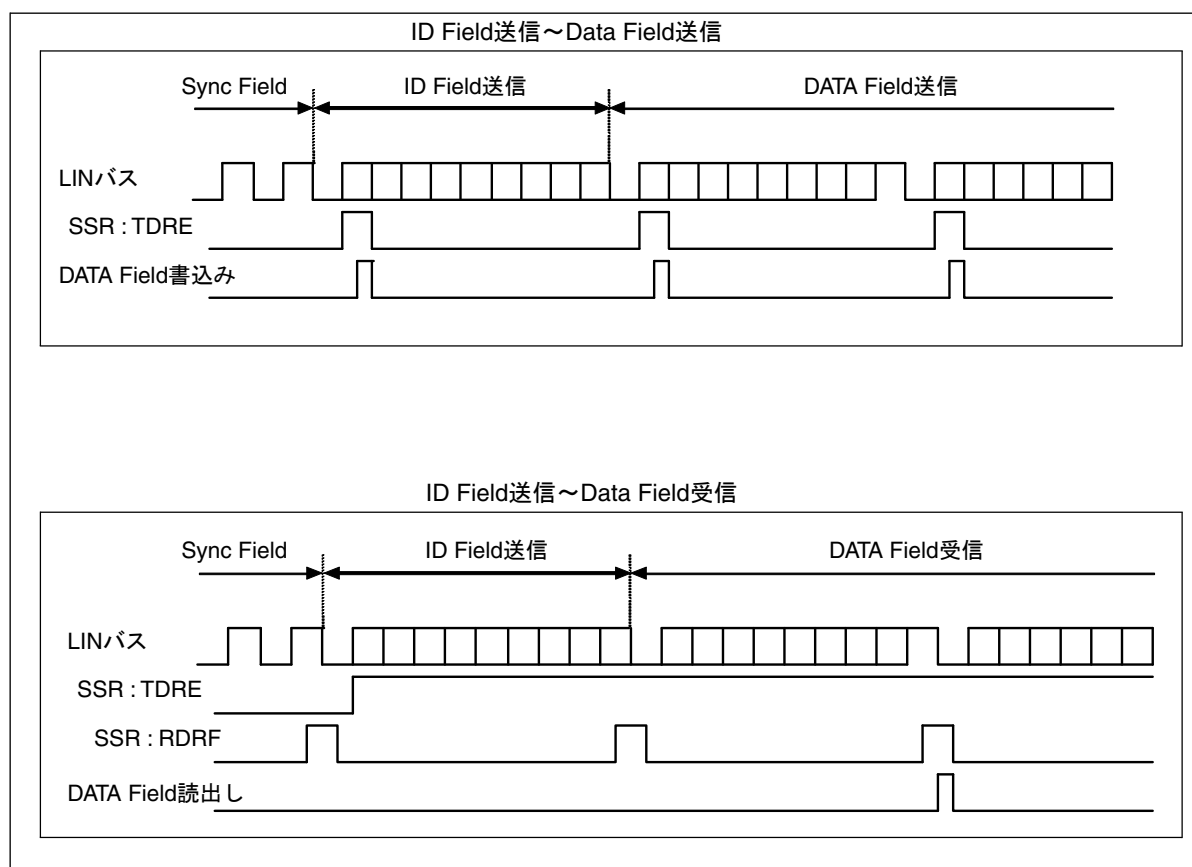 ID Field送信～Data Field送信
Sync Field ID Field送信 DATA Field送信
LINバス
SSR : TDRE
DATA Field書込み
ID Field送信～Data Field受信
Sync Field ID Field送信 DATA Field受信
LINバス
SSR : TDRE
SSR : RDRF
DATA Field読出し